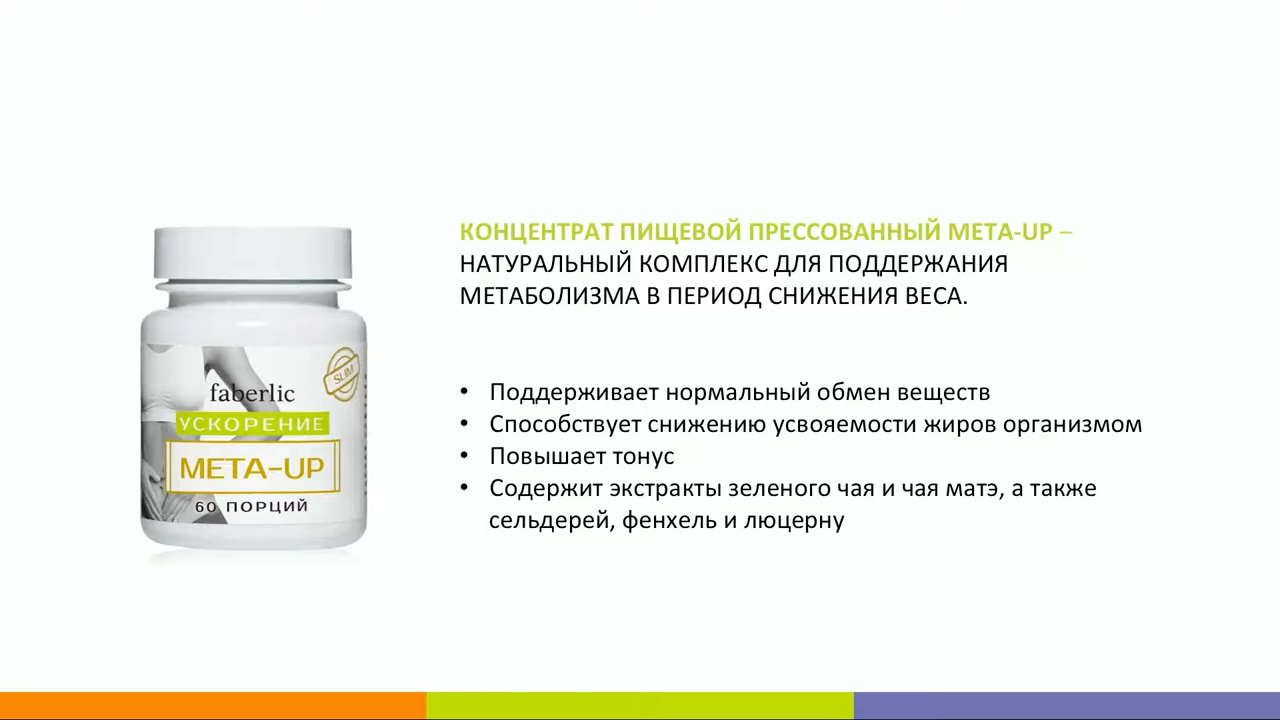 КОНЦЕНТРАТ ПИЩЕВОЙ ПРЕССОВАННЫЙ META-UP –
НАТУРАЛЬНЫЙ КОМПЛЕКС ДЛЯ ПОДДЕРЖАНИЯ
МЕТАБОЛИЗМА В ПЕРИОД СНИЖЕНИЯ ВЕСА.
• Поддерживает нормальный обмен веществ
• Способствует снижению усвояемости жиров организмом
• Повышает тонус
• Содержит экстракты зеленого чая и чая матэ, а также
сельдерей, фенхель и люцерну
SLIM
faberlic
УСКОРЕНИЕ
META-UP
60 ПОРЦИЙ